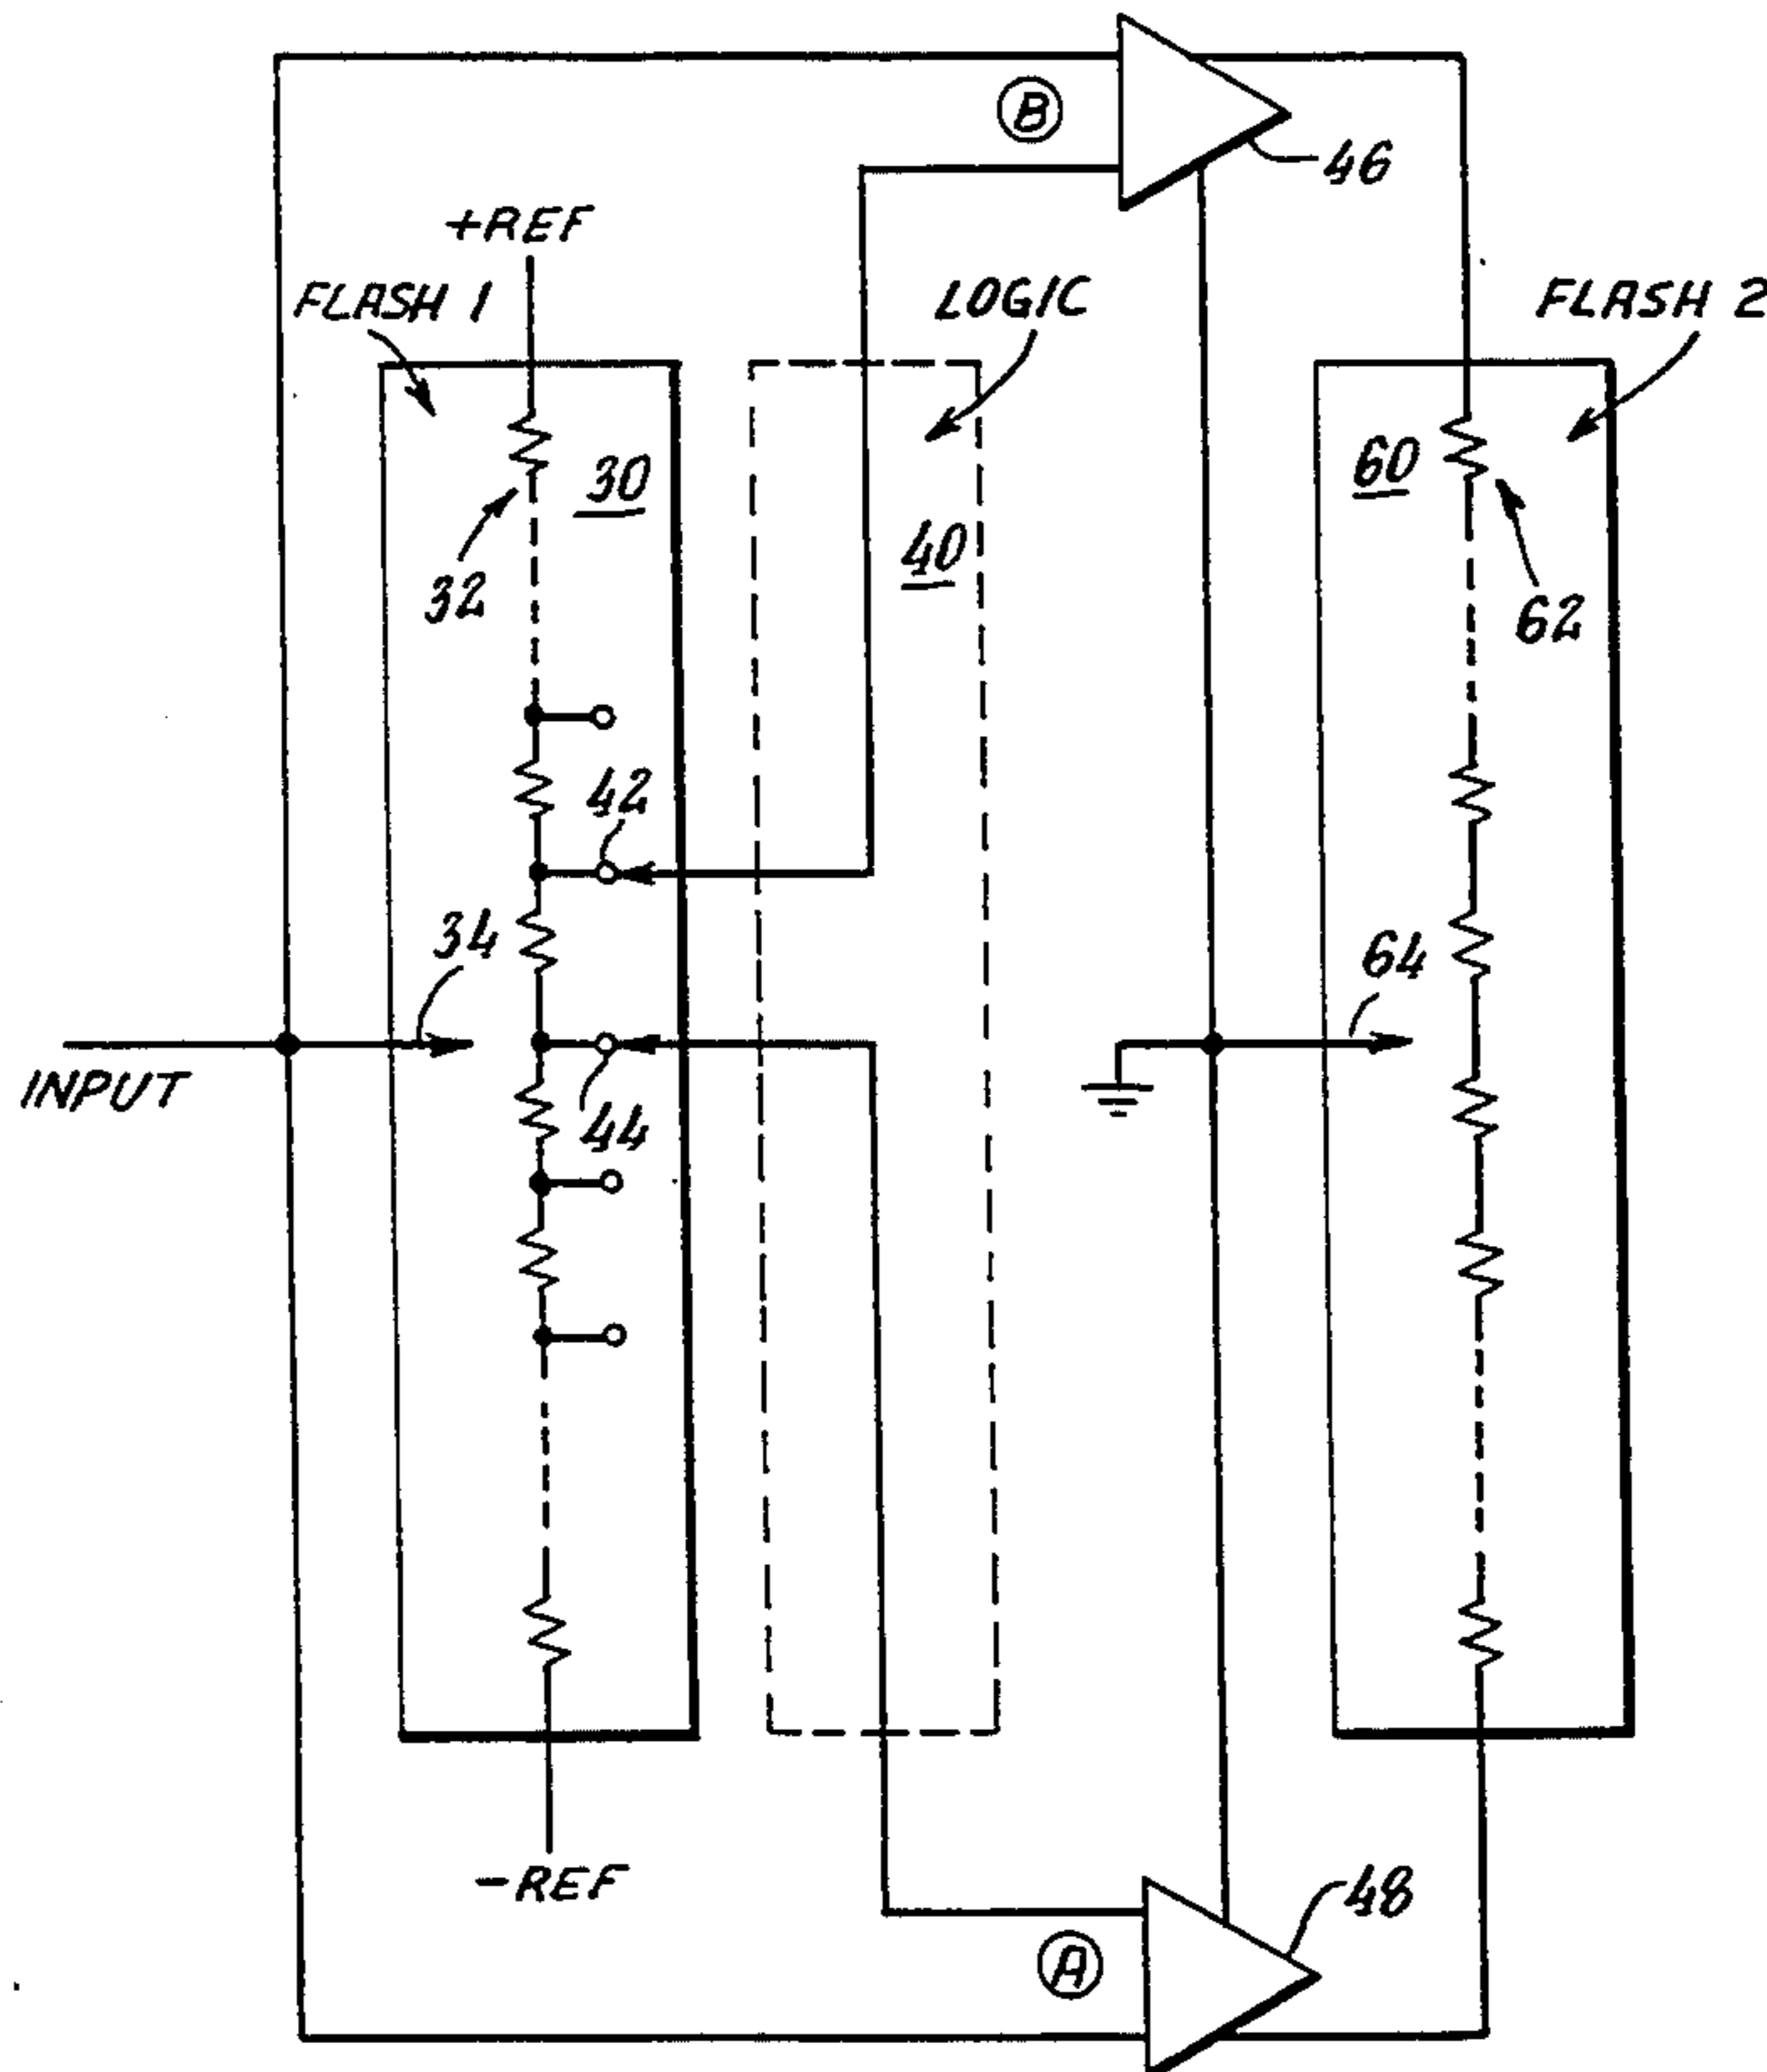 B
46
+REF
FLASH 1
LOGIC
FLASH 2
30
60
32
40
62
42
34
64
INPUT
44
-REF
48
A